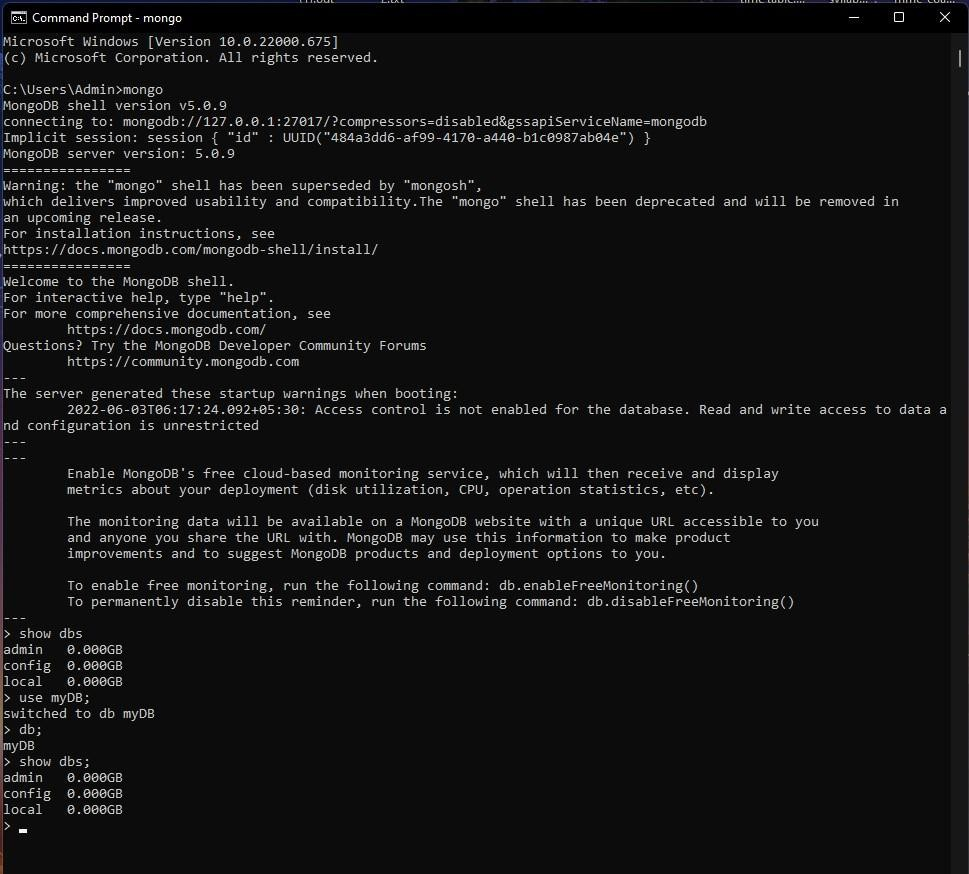 Command Prompt - mongo
Microsoft Windows [Version 10.0.22000.675]
(c) Microsoft Corporation. All rights reserved.
C:\Users\Admin>mongo
MongoDB shell version v5.0.9
connecting to: mongodb://127.0.0.1:27017/?compressors=disabled&gssapiServiceName=mongodb
Implicit session: session { "id" : UUID("484a3dd6-af99-4170-a440-b1c0987ab04e") }
MongoDB server version: 5.0.9
================
Warning: the "mongo" shell has been superseded by "mongosh",
which delivers improved usability and compatibility.The "mongo" shell has been deprecated and will be removed in
an upcoming release.
For installation instructions, see
https://docs.mongodb.com/mongodb-shell/install/
================
Welcome to the MongoDB shell.
For interactive help, type "help".
For more comprehensive documentation, see
https://docs.mongodb.com/
Questions? Try the MongoDB Developer Community Forums
https://community.mongodb.com
---
The server generated these startup warnings when booting:
2022-06-03T06:17:24.092+05:30: Access control is not enabled for the database. Read and write access to data a
nd configuration is unrestricted
---
---
Enable MongoDB's free cloud-based monitoring service, which will then receive and display
metrics about your deployment (disk utilization, CPU, operation statistics, etc).
The monitoring data will be available on a MongoDB website with a unique URL accessible to you
and anyone you share the URL with. MongoDB may use this information to make product
improvements and to suggest MongoDB products and deployment options to you.
To enable free monitoring, run the following command: db.enableFreeMonitoring()
To permanently disable this reminder, run the following command: db.disableFreeMonitoring()
---
> show dbs
admin   0.000GB
config  0.000GB
local   0.000GB
> use myDB;
switched to db myDB
> db;
myDB
> show dbs;
admin   0.000GB
config  0.000GB
local   0.000GB
>